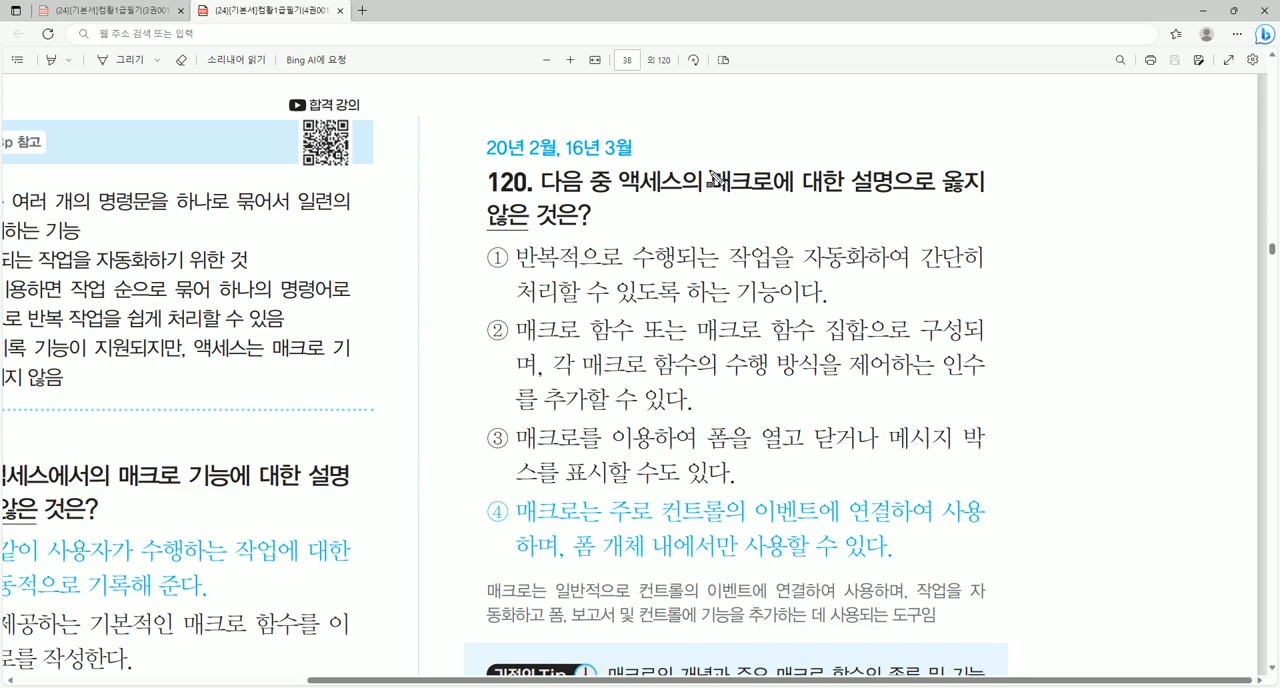 (24)[기본서]컴활1급필기(3권001
(24)[기본서]컴활1급필기(4권001
웹 주소 검색 또는 입력
그리기
소리내어 읽기
Bing AI에 요청
38
외 120
합격 강의
참고
여러 개의 명령문을 하나로 묶어서 일련의
하는 기능
되는 작업을 자동화하기 위한 것
용하면 작업 순으로 묶어 하나의 명령어로
로 반복 작업을 쉽게 처리할 수 있음
록 기능이 지원되지만, 액세스는 매크로 기
지 않음
세스에서의 매크로 기능에 대한 설명
않은 것은?
같이 사용자가 수행하는 작업에 대한
동적으로 기록해 준다.
제공하는 기본적인 매크로 함수를 이
로를 작성한다.
20년 2월, 16년 3월
120. 다음 중 액세스의 매크로에 대한 설명으로 옳지
않은 것은?
① 반복적으로 수행되는 작업을 자동화하여 간단히
처리할 수 있도록 하는 기능이다.
② 매크로 함수 또는 매크로 함수 집합으로 구성되
며, 각 매크로 함수의 수행 방식을 제어하는 인수
를 추가할 수 있다.
③ 매크로를 이용하여 폼을 열고 닫거나 메시지 박
스를 표시할 수도 있다.
④ 매크로는 주로 컨트롤의 이벤트에 연결하여 사용
하며, 폼 개체 내에서만 사용할 수 있다.
매크로는 일반적으로 컨트롤의 이벤트에 연결하여 사용하며, 작업을 자
동화하고 폼, 보고서 및 컨트롤에 기능을 추가하는 데 사용되는 도구임
매크로의 개념과 주요 매크로 함수의 종류 및 기능